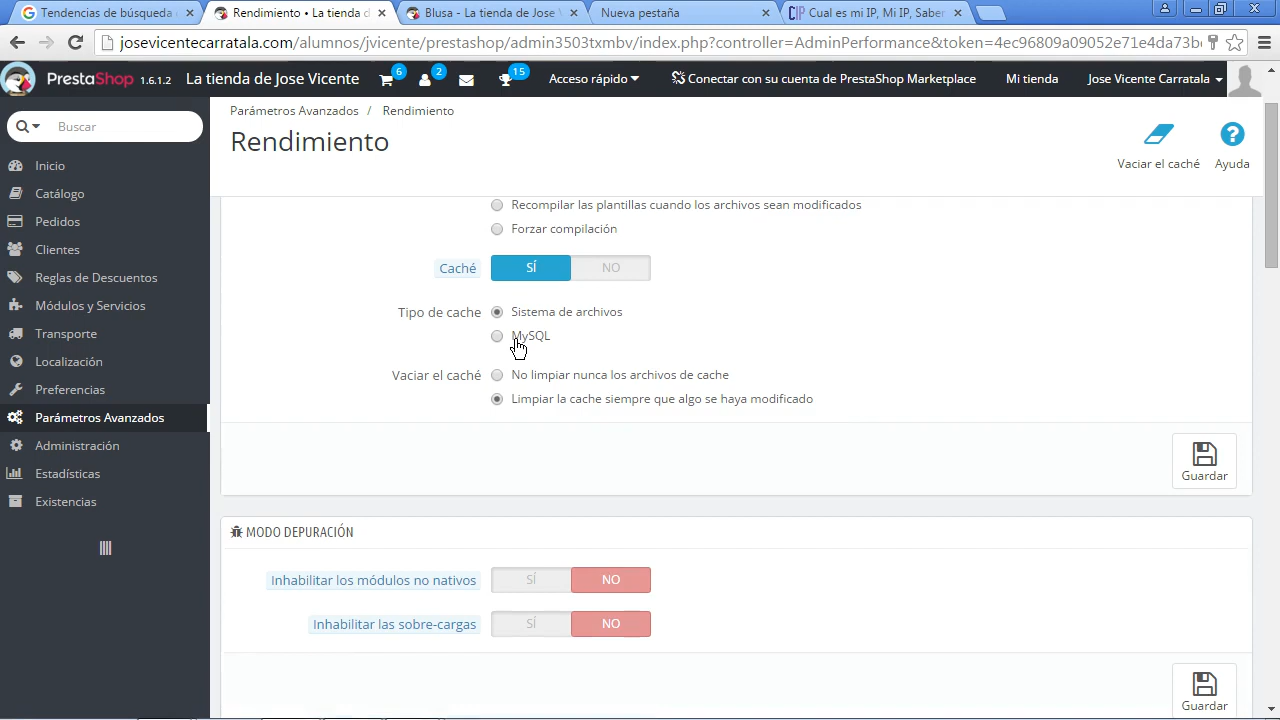 Tendencias de búsqueda
Rendimiento • La tienda d
Blusa - La tienda de Jose V
Nueva pestaña
Cual es mi IP, Mi IP, Saber
josevicentecarratala.com/alumnos/jvicente/prestashop/admin3503txmbv/index.php?controller=AdminPerformance&token=4ec96809a09052e71e4da73b
PRESTASHOP 1.6.1.2 La tienda de Jose Vicente 6 2 15 Acceso rápido Conectar con su cuenta de PrestaShop Marketplace Mi tienda Jose Vicente Carratala
Buscar
Inicio
Catálogo
Pedidos
Clientes
Reglas de Descuentos
Módulos y Servicios
Transporte
Localización
Preferencias
Parámetros Avanzados
Administración
Estadísticas
Existencias
Parámetros Avanzados / Rendimiento
Rendimiento
Vaciar el caché
Ayuda
Recompilar las plantillas cuando los archivos sean modificados
Forzar compilación
Caché SÍ NO
Tipo de cache Sistema de archivos
MySQL
Vaciar el caché No limpiar nunca los archivos de cache
Limpiar la cache siempre que algo se haya modificado
Guardar
MODO DEPURACIÓN
Inhabilitar los módulos no nativos SÍ NO
Inhabilitar las sobre-cargas SÍ NO
Guardar